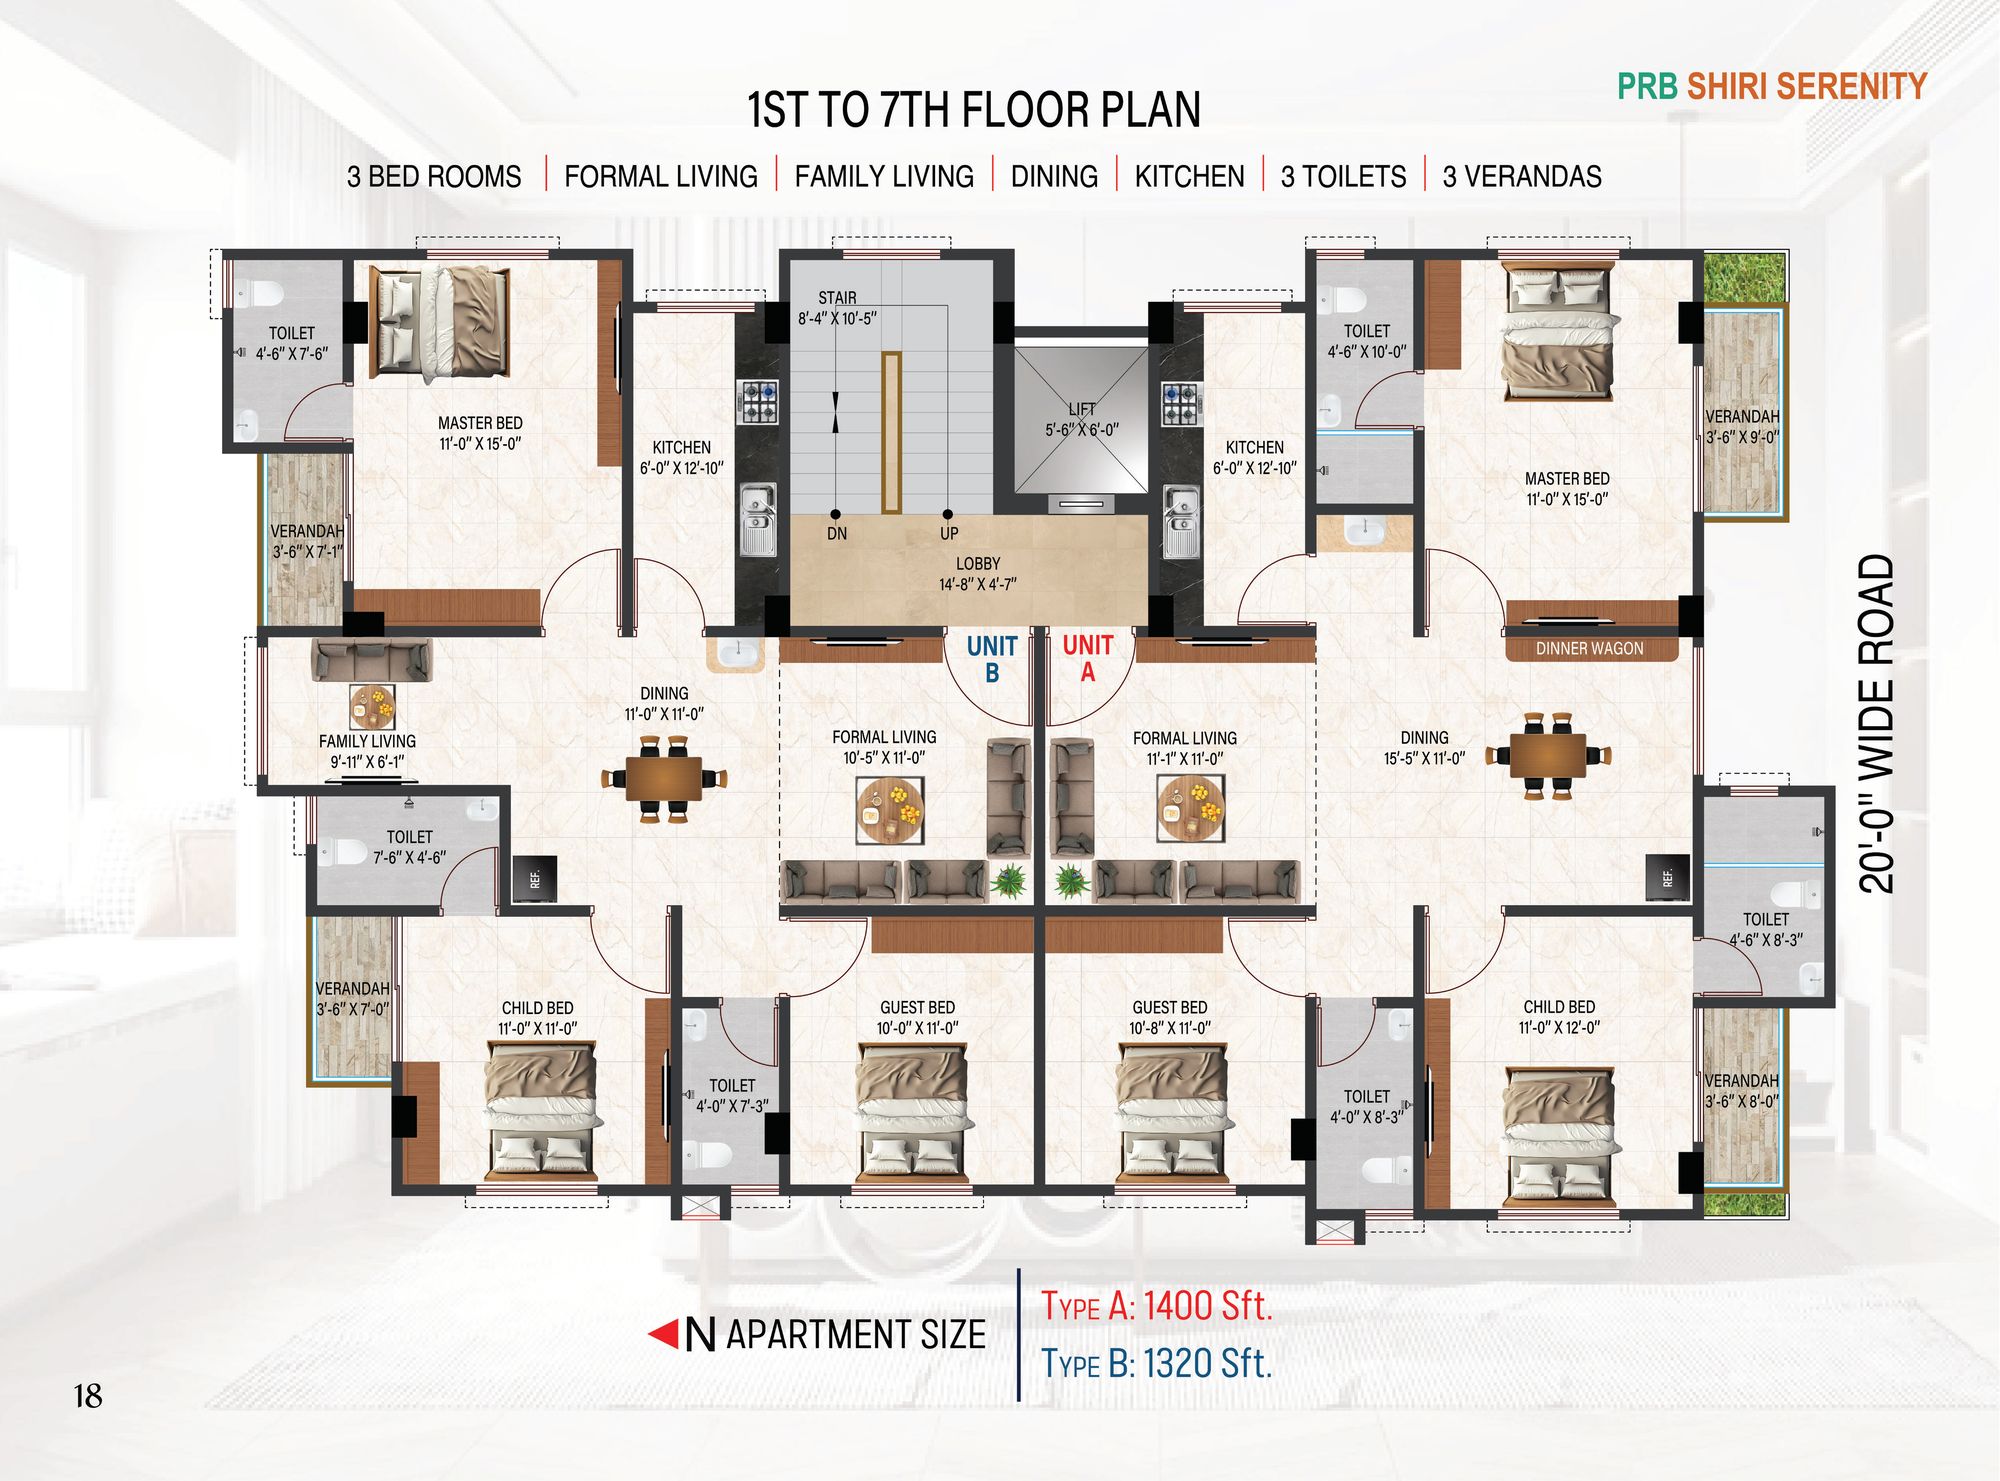 PRB SHIRI SERENITY
1ST TO 7TH FLOOR PLAN
3 BED ROOMS | FORMAL LIVING | FAMILY LIVING | DINING | KITCHEN | 3 TOILETS | 3 VERANDAS
TOILET
4'-6" X 7'-6"
MASTER BED
11'-0" X 15'-0"
VERANDAH
3'-6" X 7'-1"
KITCHEN
6'-0" X 12'-10"
STAIR
8'-4" X 10'-5"
DN
UP
LIFT
5'-6" X 6'-0"
LOBBY
14'-8" X 4'-7"
KITCHEN
6'-0" X 12'-10"
TOILET
4'-6" X 10'-0"
MASTER BED
11'-0" X 15'-0"
VERANDAH
3'-6" X 9'-0"
20'-0" WIDE ROAD
UNIT
B
UNIT
A
DINNER WAGON
FAMILY LIVING
9'-11" X 6'-1"
DINING
11'-0" X 11'-0"
FORMAL LIVING
10'-5" X 11'-0"
FORMAL LIVING
11'-1" X 11'-0"
DINING
15'-5" X 11'-0"
TOILET
7'-6" X 4'-6"
REF.
REF.
TOILET
4'-6" X 8'-3"
VERANDAH
3'-6" X 7'-0"
CHILD BED
11'-0" X 11'-0"
TOILET
4'-0" X 7'-3"
GUEST BED
10'-0" X 11'-0"
GUEST BED
10'-8" X 11'-0"
TOILET
4'-0" X 8'-3"
CHILD BED
11'-0" X 12'-0"
VERANDAH
3'-6" X 8'-0"
N APARTMENT SIZE
TYPE A: 1400 Sft.
TYPE B: 1320 Sft.
18